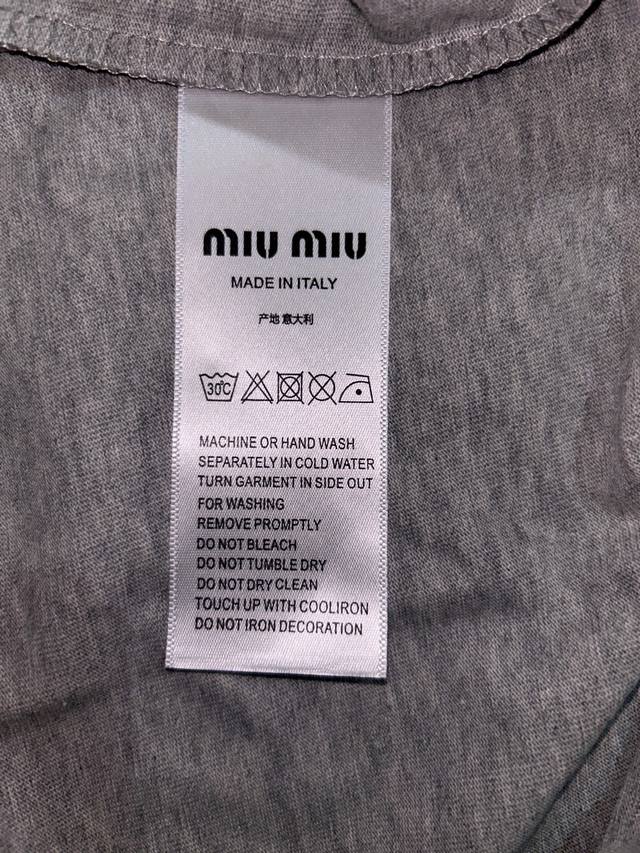 miu miu
MADE IN ITALY
产地 意大利
30℃
MACHINE OR HAND WASH
SEPARATELY IN COLD WATER
TURN GARMENT IN SIDE OUT
FOR WASHING
REMOVE PROMPTLY
DO NOT BLEACH
DO NOT TUMBLE DRY
DO NOT DRY CLEAN
TOUCH UP WITH COOLIRON
DO NOT IRON DECORATION